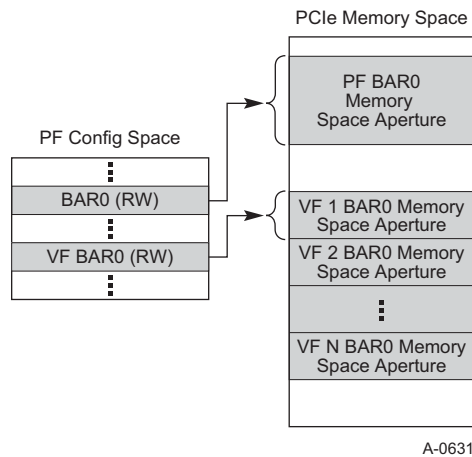 PCIe Memory Space
PF BAR0
Memory
Space Aperture
PF Config Space
BAR0 (RW)
VF BAR0 (RW)
VF 1 BAR0 Memory
Space Aperture
VF 2 BAR0 Memory
Space Aperture
VF N BAR0 Memory
Space Aperture
A-0631